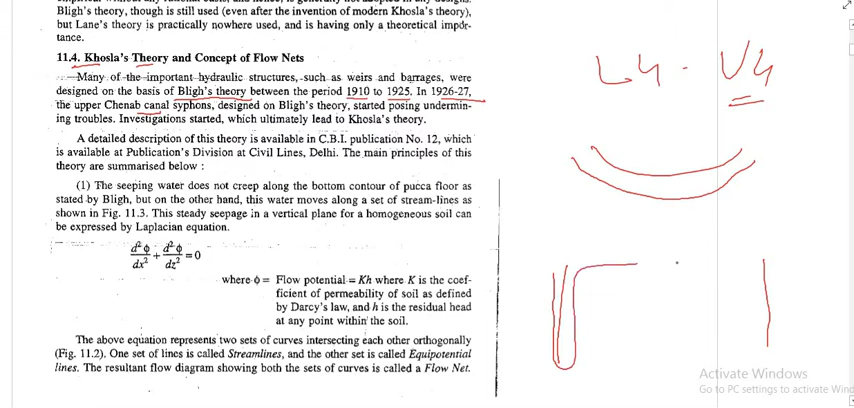 Bligh's theory, though is still used (even after the invention of modern Khosla's theory),
but Lane's theory is practically nowhere used, and is having only a theoretical impor-
tance.
11.4. Khosla's Theory and Concept of Flow Nets
Many of the important hydraulic structures, such as weirs and barrages, were
designed on the basis of Bligh's theory between the period 1910 to 1925. In 1926-27,
the upper Chenab canal syphons, designed on Bligh's theory, started posing undermin-
ing troubles. Investigations started, which ultimately lead to Khosla's theory.
A detailed description of this theory is available in C.B.I. publication No. 12, which
is available at Publication's Division at Civil Lines, Delhi. The main principles of this
theory are summarised below :
(1) The seeping water does not creep along the bottom contour of pucca floor as
stated by Bligh, but on the other hand, this water moves along a set of stream-lines as
shown in Fig. 11.3. This steady seepage in a vertical plane for a homogeneous soil can
be expressed by Laplacian equation.
d²φ/dx² + d²φ/dz² = 0
where φ = Flow potential = Kh where K is the coef-
ficient of permeability of soil as defined
by Darcy's law, and h is the residual head
at any point within the soil.
The above equation represents two sets of curves intersecting each other orthogonally
(Fig. 11.2). One set of lines is called Streamlines, and the other set is called Equipotential
lines. The resultant flow diagram showing both the sets of curves is called a Flow Net.
L4 - V4
Activate Windows
Go to PC settings to activate Wind